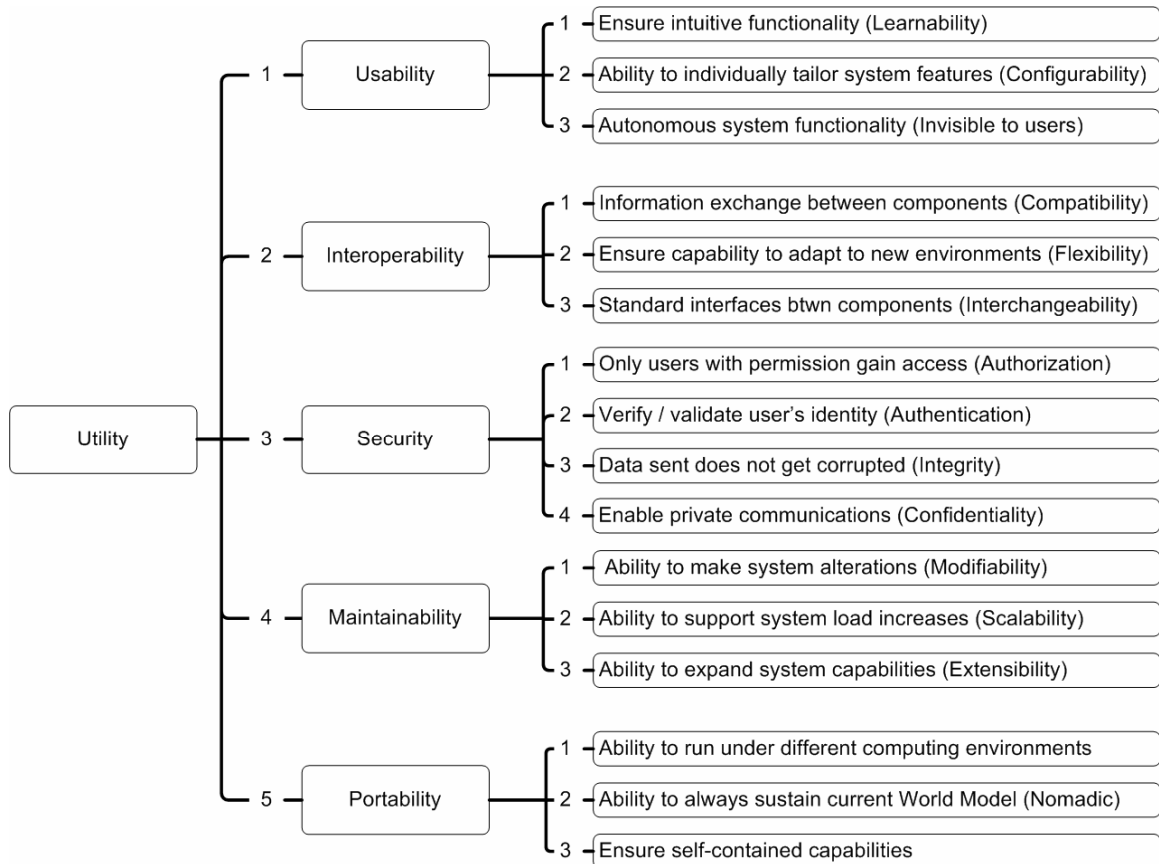 Utility
1
Usability
1
Ensure intuitive functionality (Learnability)
2
Ability to individually tailor system features (Configurability)
3
Autonomous system functionality (Invisible to users)
2
Interoperability
1
Information exchange between components (Compatibility)
2
Ensure capability to adapt to new environments (Flexibility)
3
Standard interfaces btwn components (Interchangeability)
3
Security
1
Only users with permission gain access (Authorization)
2
Verify / validate user's identity (Authentication)
3
Data sent does not get corrupted (Integrity)
4
Enable private communications (Confidentiality)
4
Maintainability
1
Ability to make system alterations (Modifiability)
2
Ability to support system load increases (Scalability)
3
Ability to expand system capabilities (Extensibility)
5
Portability
1
Ability to run under different computing environments
2
Ability to always sustain current World Model (Nomadic)
3
Ensure self-contained capabilities